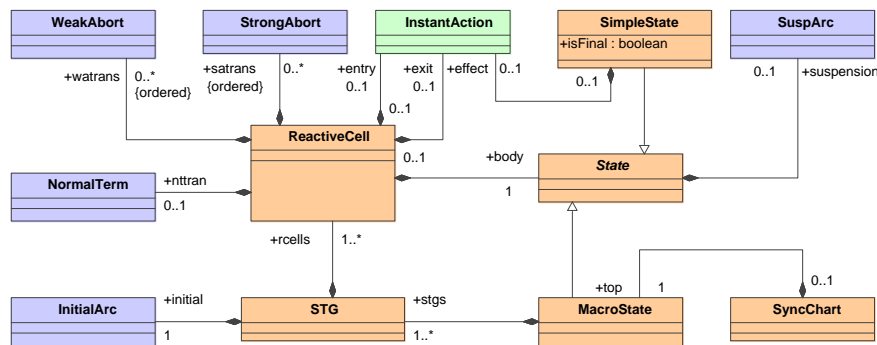 WeakAbort
StrongAbort
InstantAction
SimpleState
+isFinal : boolean
SuspArc
+watrans
0..*
{ordered}
+satrans
0..*
{ordered}
+entry
0..1
+exit
0..1
+effect
0..1
0..1
0..1
+suspension
0..1
ReactiveCell
0..1
+body
1
State
NormalTerm
+nttran
0..1
+rcells
1..*
+top
1
0..1
InitialArc
+initial
1
STG
+stgs
1..*
MacroState
SyncChart